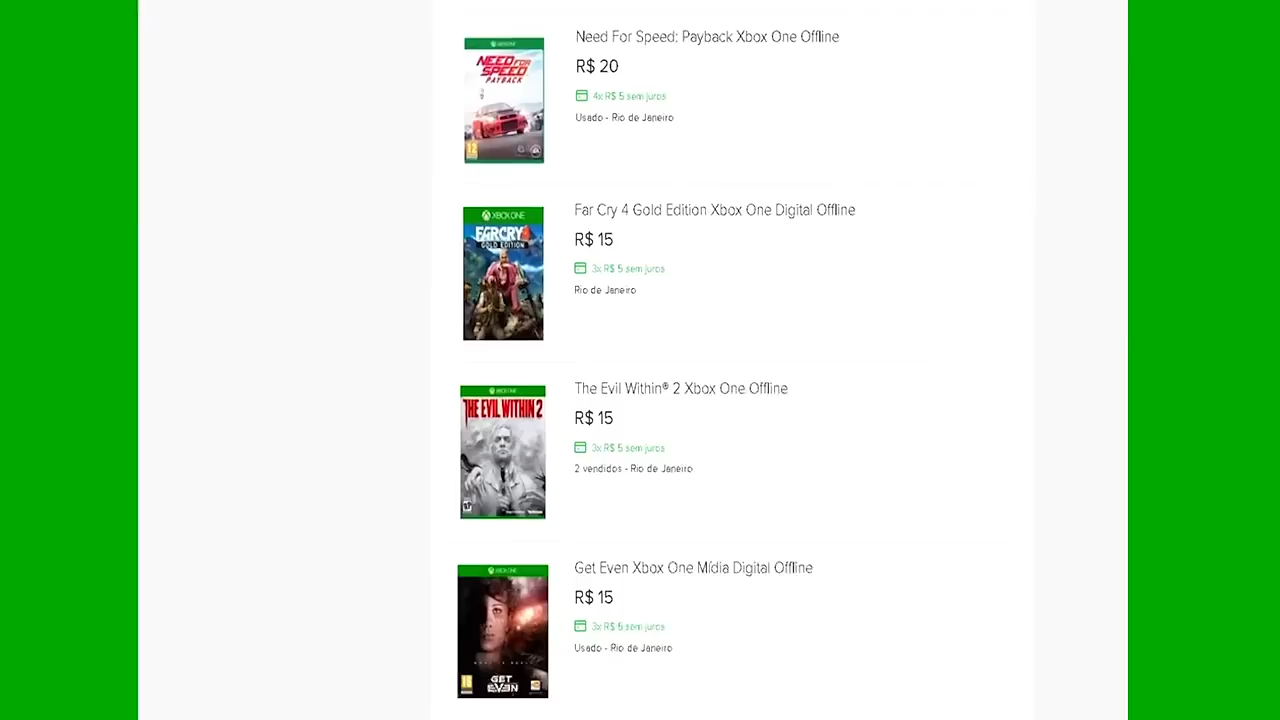 XBOX ONE
NEED FOR
SPEED
PAYBACK
12
Need For Speed: Payback Xbox One Offline
R$ 20
4x R$ 5 sem juros
Usado - Rio de Janeiro
XBOX ONE
FARCRY 4
GOLD EDITION
Far Cry 4 Gold Edition Xbox One Digital Offline
R$ 15
3x R$ 5 sem juros
Rio de Janeiro
XBOX ONE
THE EVIL WITHIN 2
The Evil Within® 2 Xbox One Offline
R$ 15
3x R$ 5 sem juros
2 vendidos - Rio de Janeiro
XBOX ONE
18
GET
EVEN
Get Even Xbox One Mídia Digital Offline
R$ 15
3x R$ 5 sem juros
Usado - Rio de Janeiro